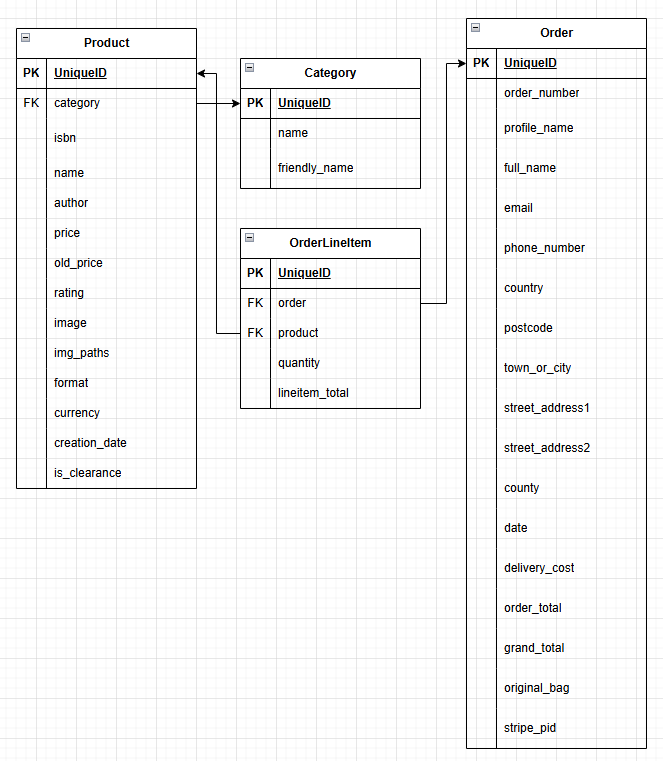 Product
PK UniqueID
FK category
isbn
name
author
price
old_price
rating
image
img_paths
format
currency
creation_date
is_clearance
Category
PK UniqueID
name
friendly_name
OrderLineItem
PK UniqueID
FK order
FK product
quantity
lineitem_total
Order
PK UniqueID
order_number
profile_name
full_name
email
phone_number
country
postcode
town_or_city
street_address1
street_address2
county
date
delivery_cost
order_total
grand_total
original_bag
stripe_pid